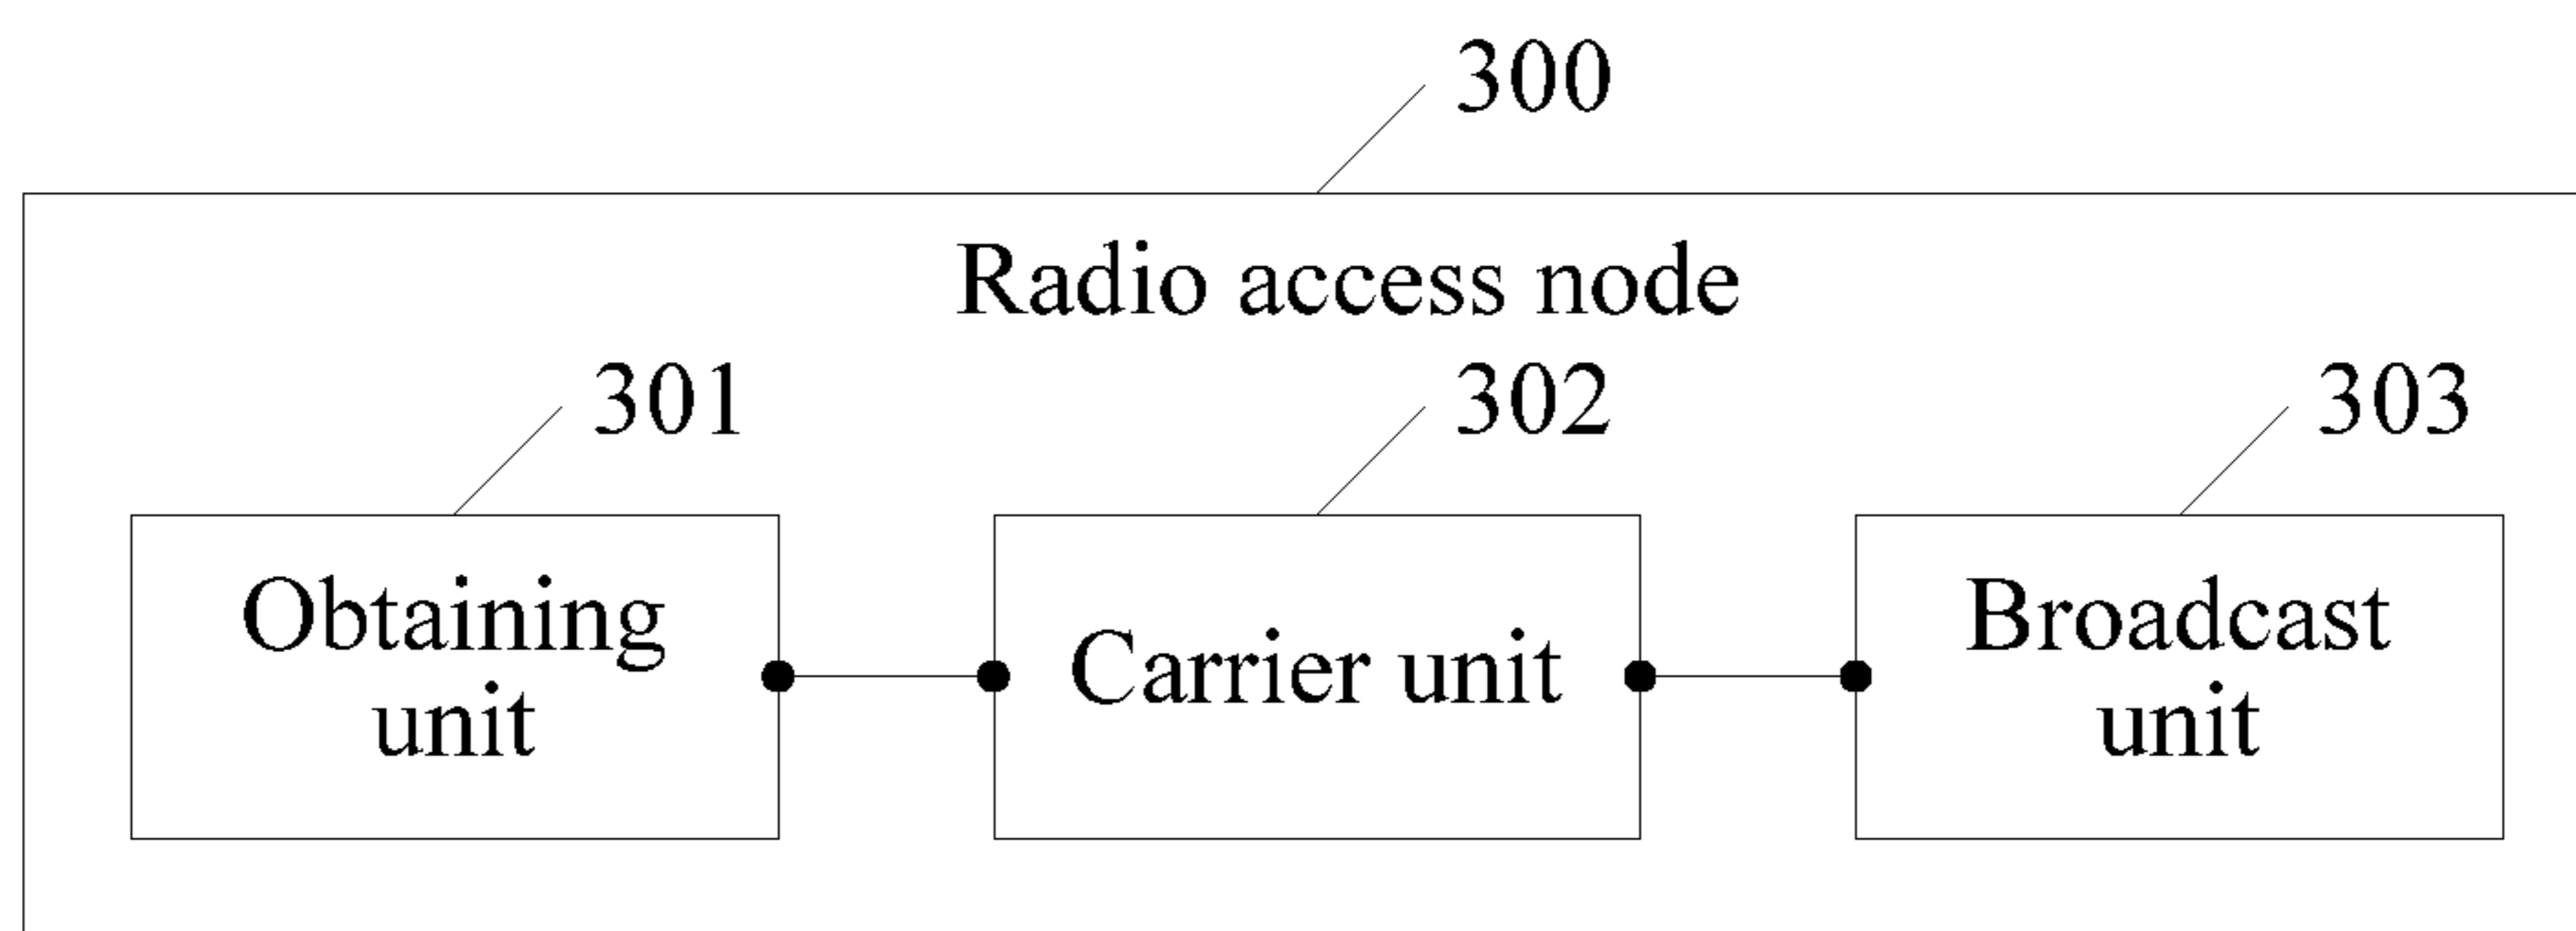 300
Radio access node
301
302
303
Obtaining
unit
Carrier unit
Broadcast
unit